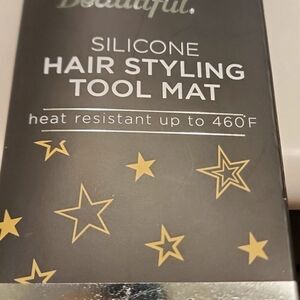 Beautiful.
SILICONE
HAIR STYLING
TOOL MAT
heat resistant up to 460F